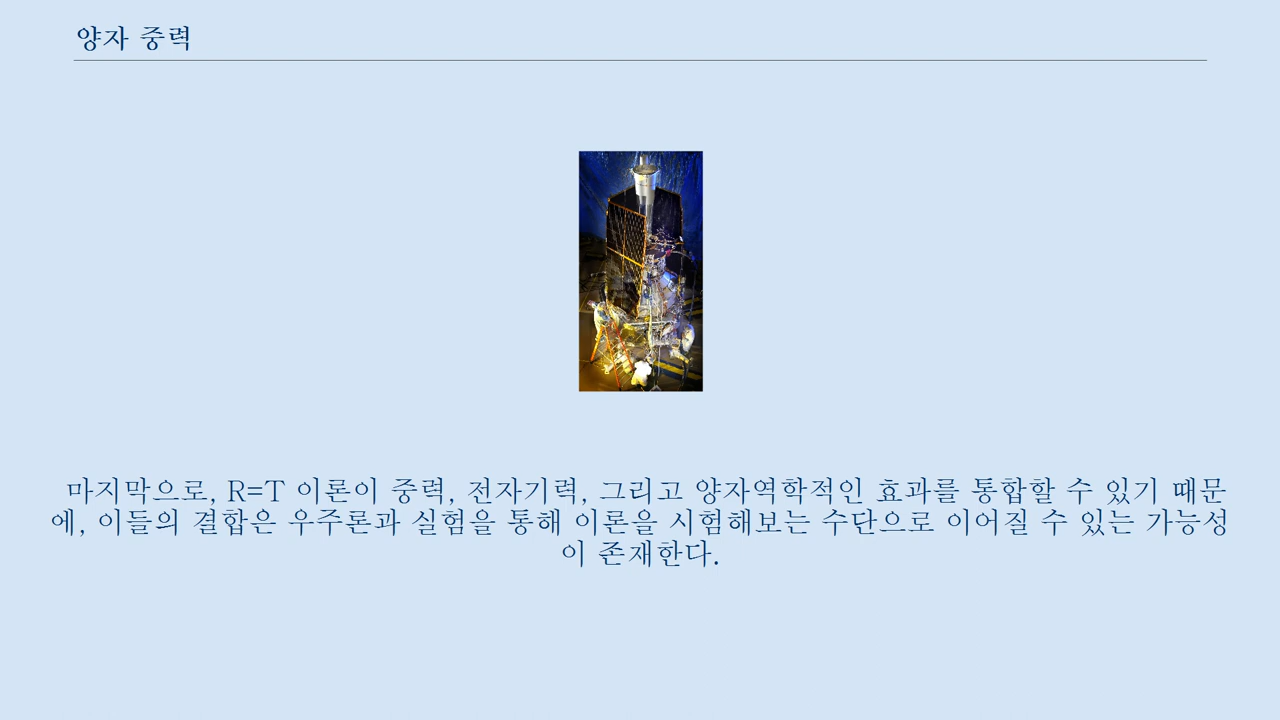 양자 중력
마지막으로, R=T 이론이 중력, 전자기력, 그리고 양자역학적인 효과를 통합할 수 있기 때문
에, 이들의 결합은 우주론과 실험을 통해 이론을 시험해보는 수단으로 이어질 수 있는 가능성
이 존재한다.